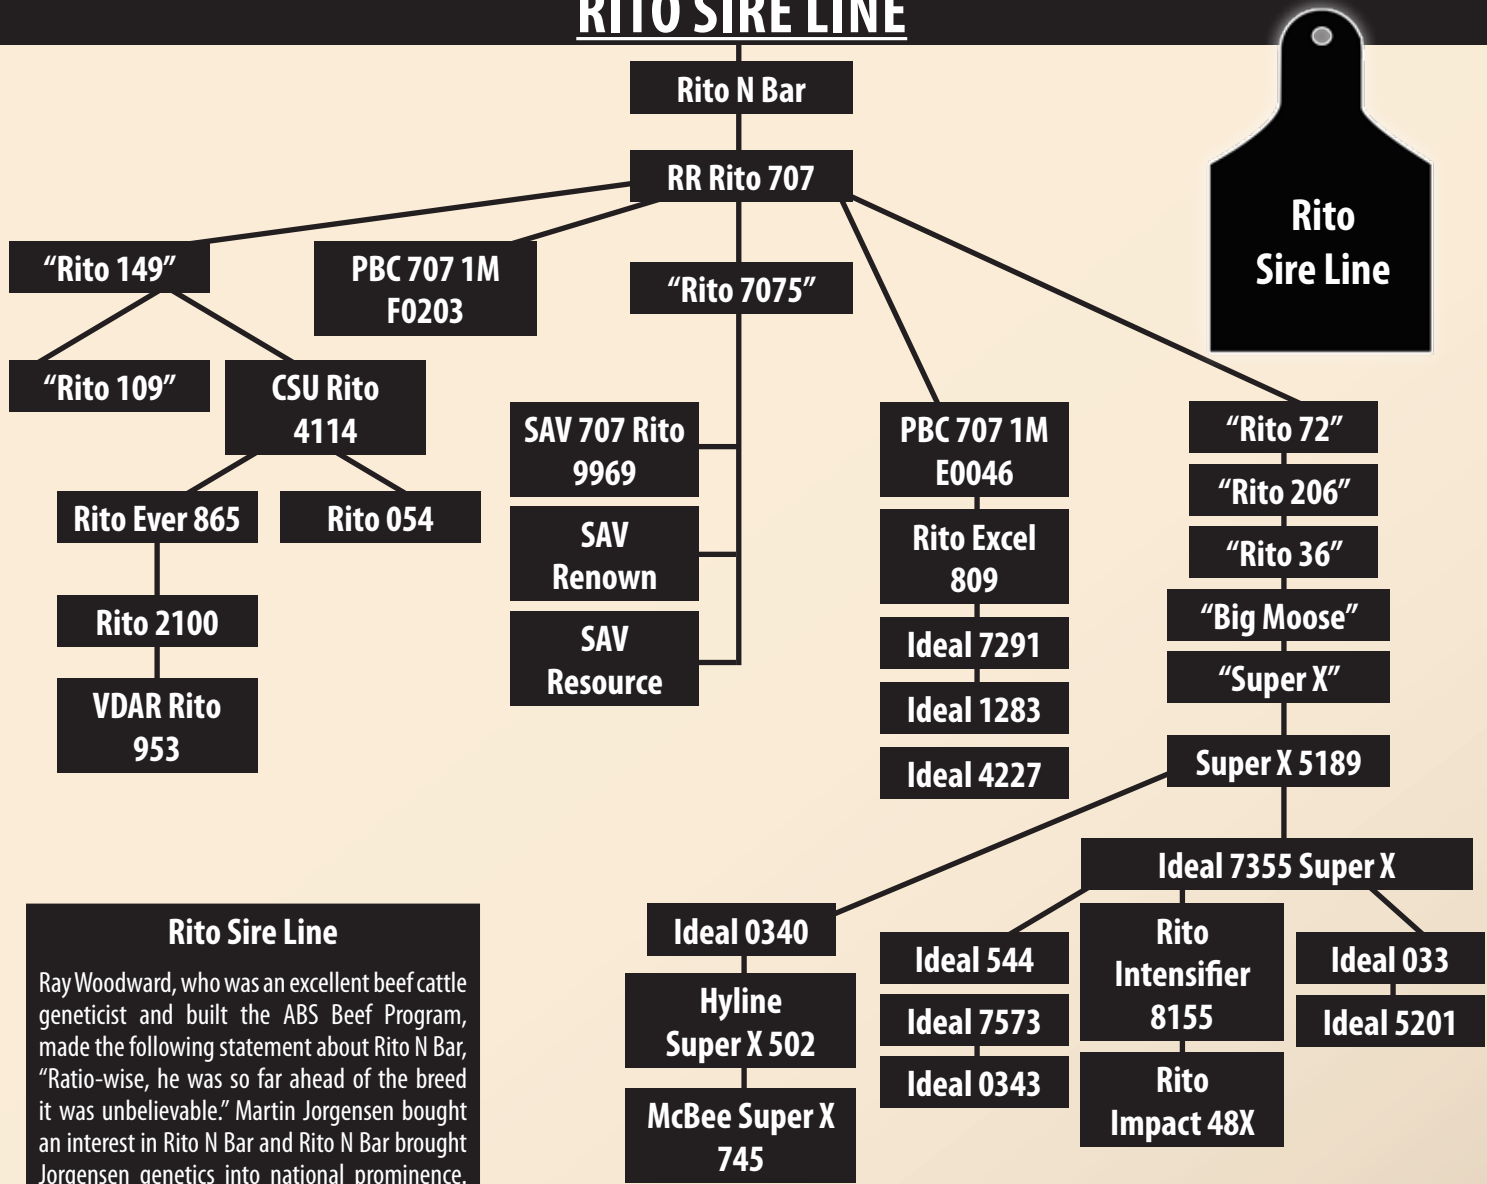 RITO SIRE LINE
Rito N Bar
RR Rito 707
Rito
Sire Line
“Rito 149”
PBC 707 1M
F0203
“Rito 7075”
“Rito 109”
CSU Rito
4114
SAV 707 Rito
9969
PBC 707 1M
E0046
“Rito 72”
“Rito 206”
Rito Ever 865
Rito 054
SAV
Renown
Rito Excel
809
“Rito 36”
“Big Moose”
Rito 2100
SAV
Resource
Ideal 7291
“Super X”
VDAR Rito
953
Ideal 1283
Ideal 4227
Super X 5189
Ideal 7355 Super X
Ideal 0340
Hyline
Super X 502
McBee Super X
745
Ideal 544
Ideal 7573
Ideal 0343
Rito
Intensifier
8155
Rito
Impact 48X
Ideal 033
Ideal 5201
Rito Sire Line
Ray Woodward, who was an excellent beef cattle
geneticist and built the ABS Beef Program,
made the following statement about Rito N Bar,
“Ratio-wise, he was so far ahead of the breed
it was unbelievable.” Martin Jorgensen bought
an interest in Rito N Bar and Rito N Bar brought
Jorgensen genetics into national prominence.